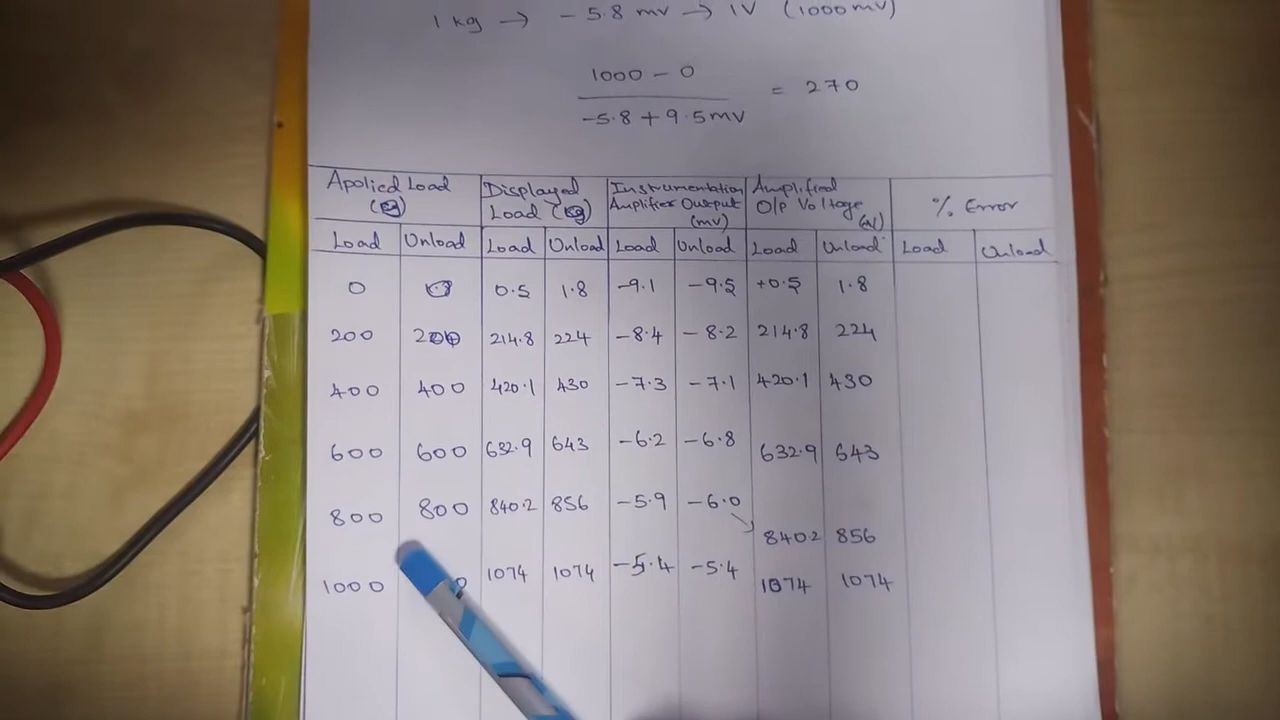 1 kg → - 5.8 mv → 1V (1000mv)
1000 - 0
= 270
-5.8 + 9.5mV
Apolied Load Displayed Instrumentation Amplified % Error
Load Amplifier Output O/P Voltage
(mv)
Load Unload Load Unload Load Unload Load Unload Load Unload
0 0.5 1.8 -9.1 -9.5 +0.5 1.8
200 200 214.8 224 -8.4 -8.2 214.8 224
400 400 420.1 430 -7.3 -7.1 420.1 430
600 600 632.9 643 -6.2 -6.8 632.9 643
800 800 840.2 856 -5.9 -6.0 840.2 856
1000 1074 1074 -5.4 -5.4 1074 1074